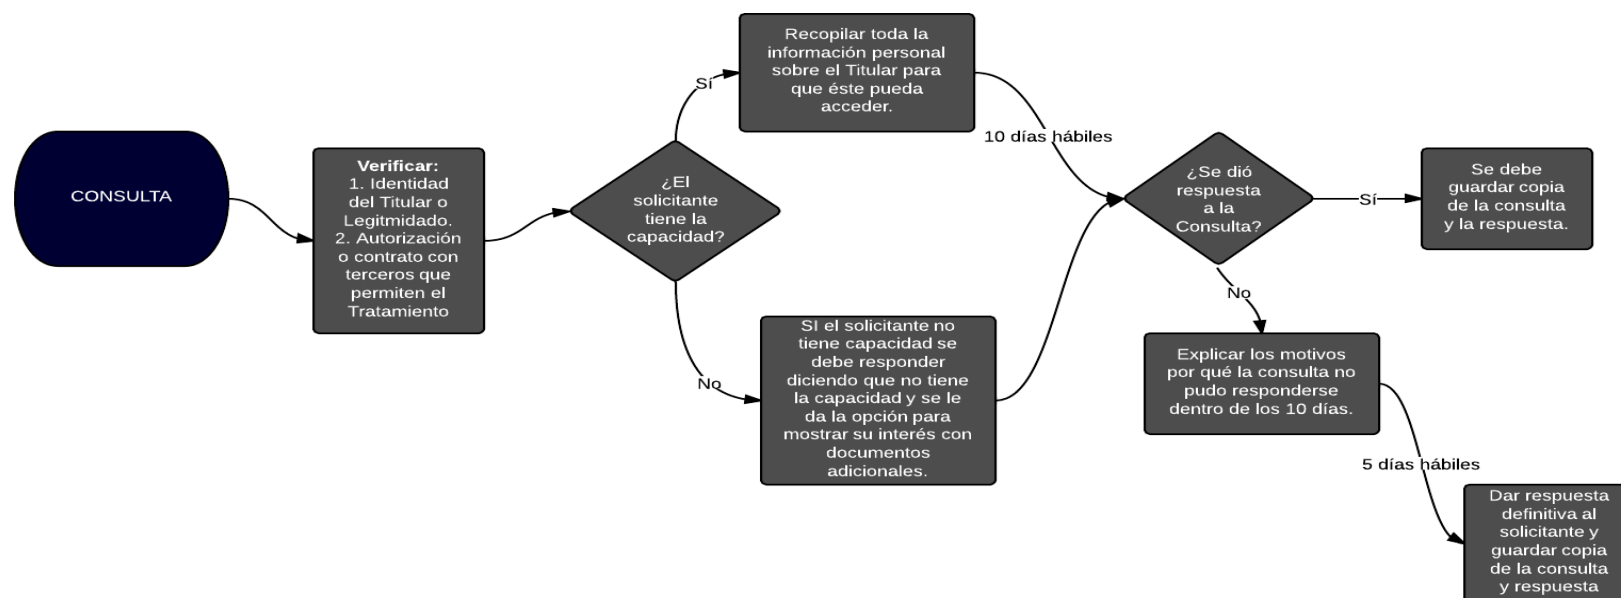 CONSULTA
Verificar:
1. Identidad
del Titular o
Legitmidado.
2. Autorización
o contrato con
terceros que
permiten el
Tratamiento
¿El
solicitante
tiene la
capacidad?
Sí
Recopilar toda la
información personal
sobre el Titular para
que éste pueda
acceder.
No
SI el solicitante no
tiene capacidad se
debe responder
diciendo que no tiene
la capacidad y se le
da la opción para
mostrar su interés con
documentos
adicionales.
10 días hábiles
¿Se dió
respuesta
a la
Consulta?
Sí
Se debe
guardar copia
de la consulta
y la respuesta.
No
Explicar los motivos
por qué la consulta no
pudo responderse
dentro de los 10 días.
5 días hábiles
Dar respuesta
definitiva al
solicitante y
guardar copia
de la consulta
y respuesta